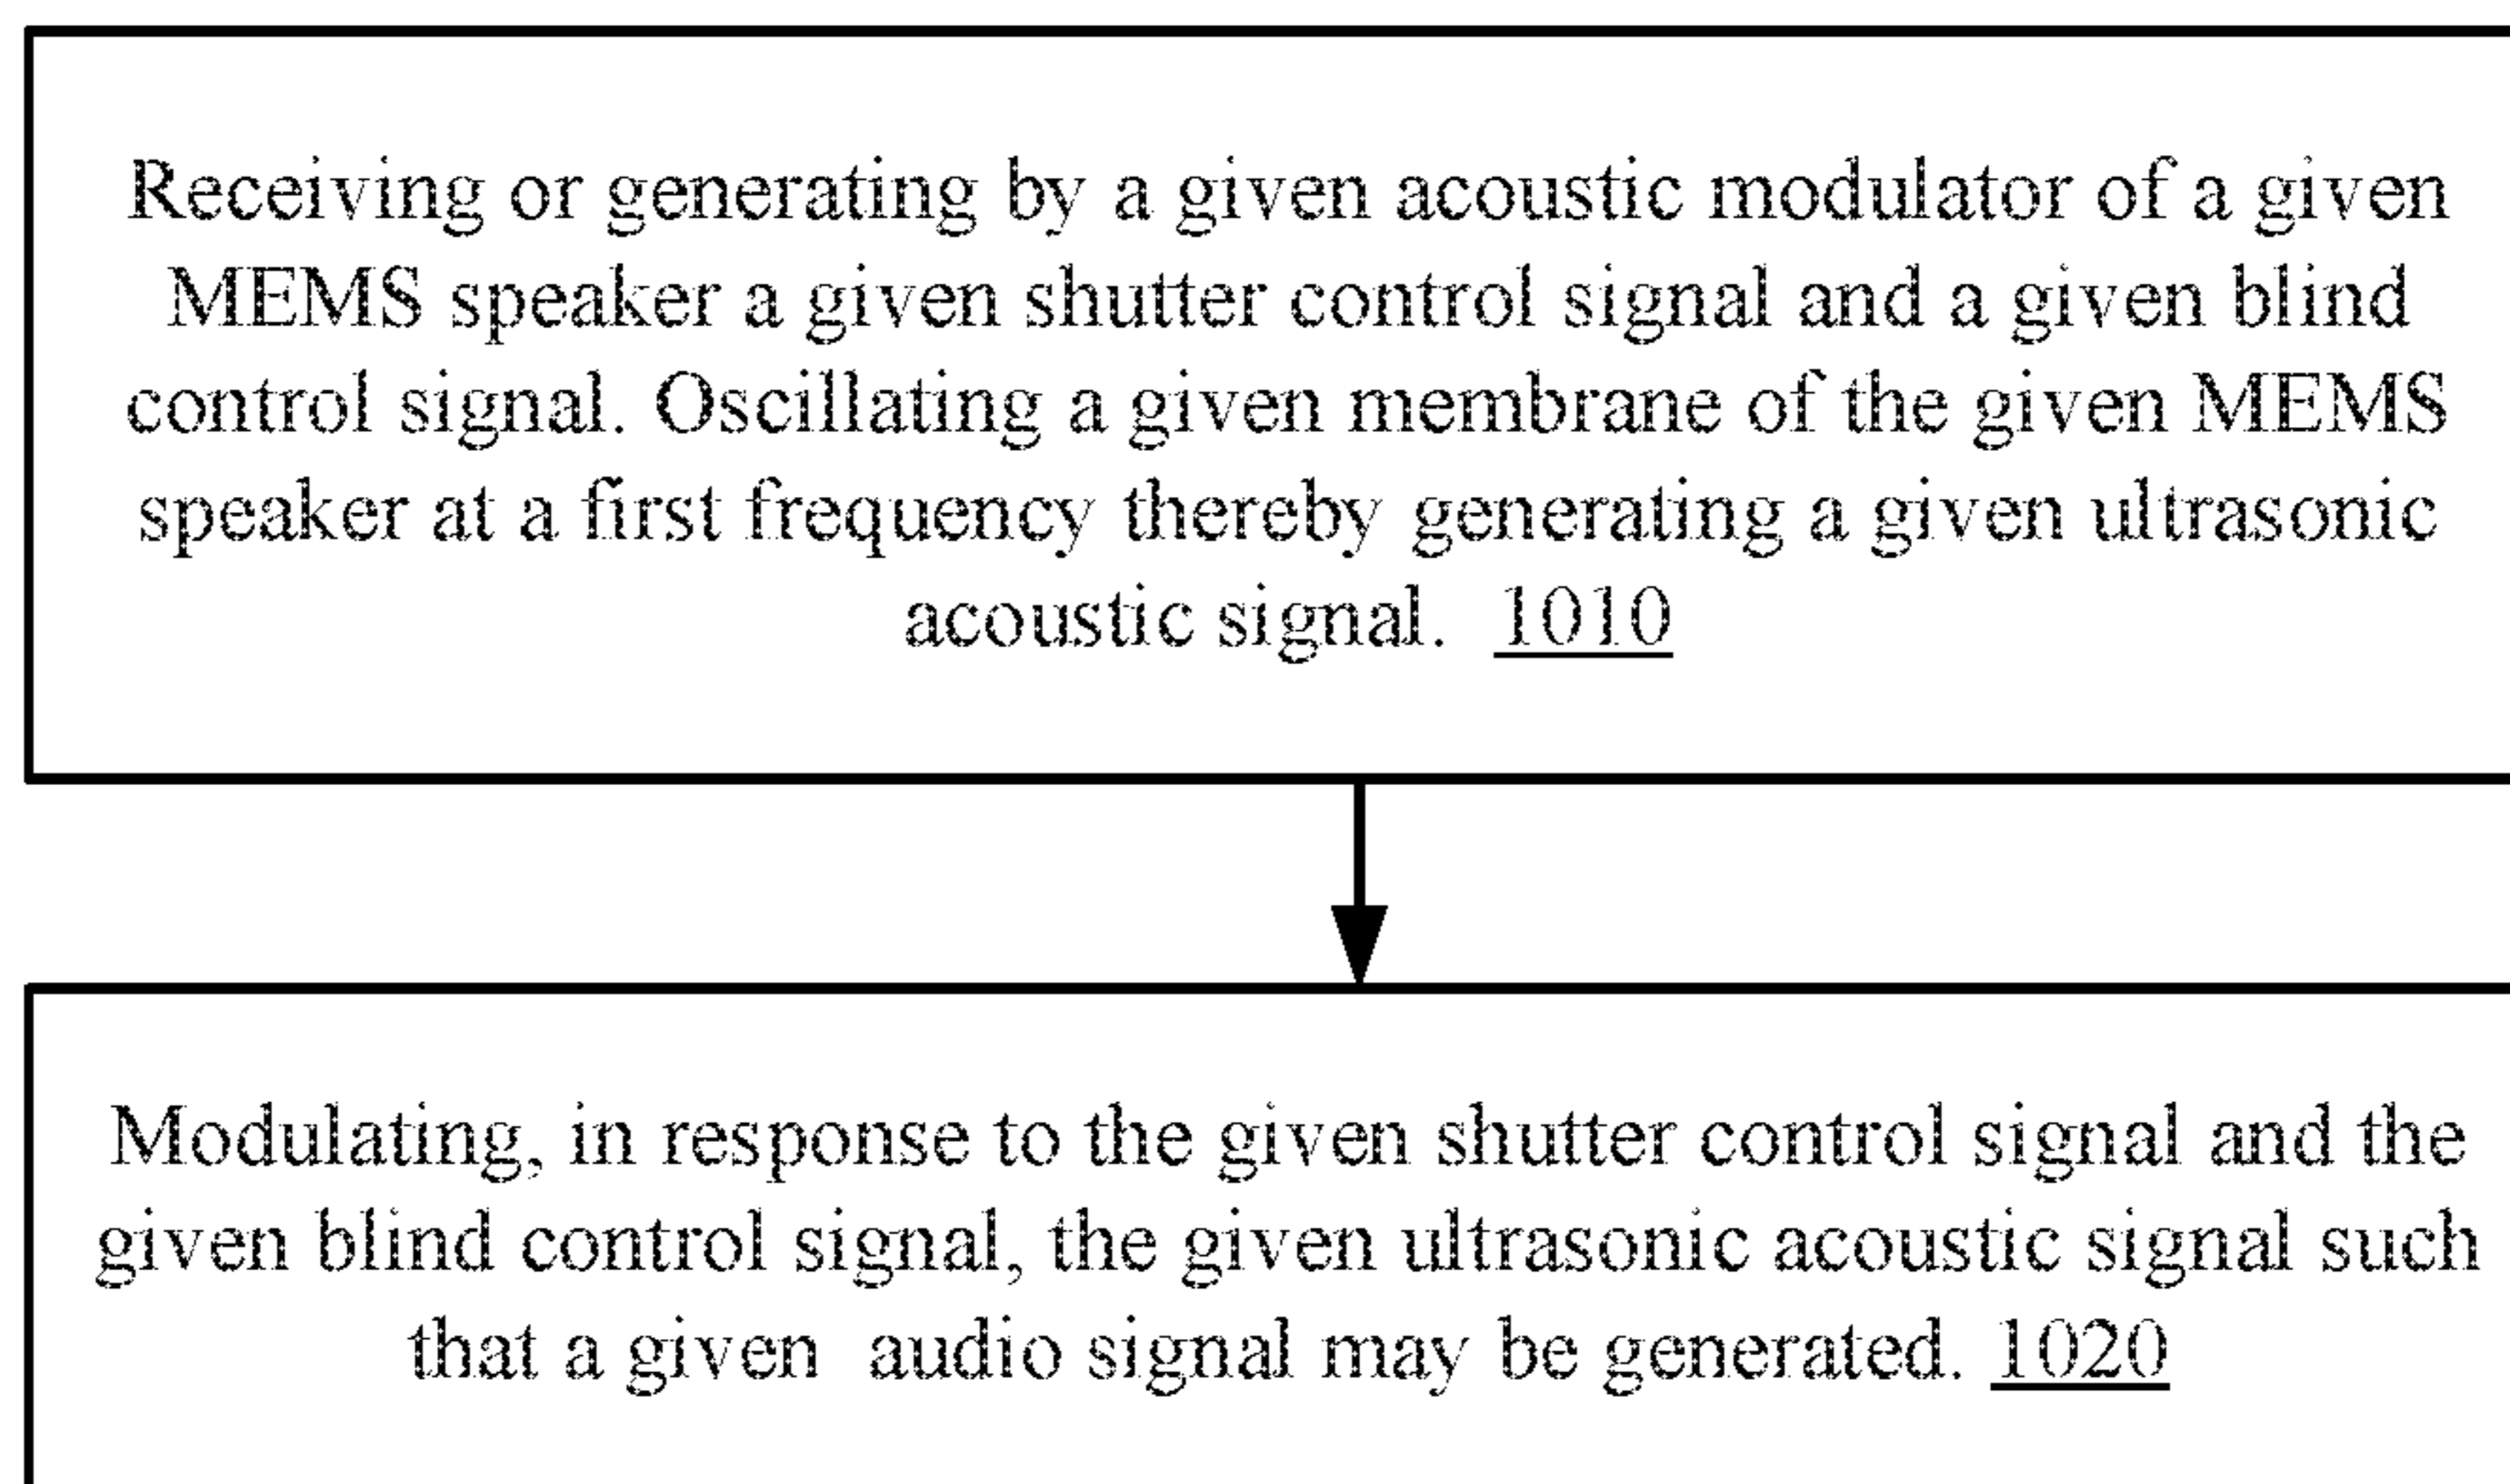 Receiving or generating by a given acoustic modulator of a given
MEMS speaker a given shutter control signal and a given blind
control signal. Oscillating a given membrane of the given MEMS
speaker at a first frequency thereby generating a given ultrasonic
acoustic signal.  1010
Modulating, in response to the given shutter control signal and the
given blind control signal, the given ultrasonic acoustic signal such
that a given  audio signal may be generated. 1020